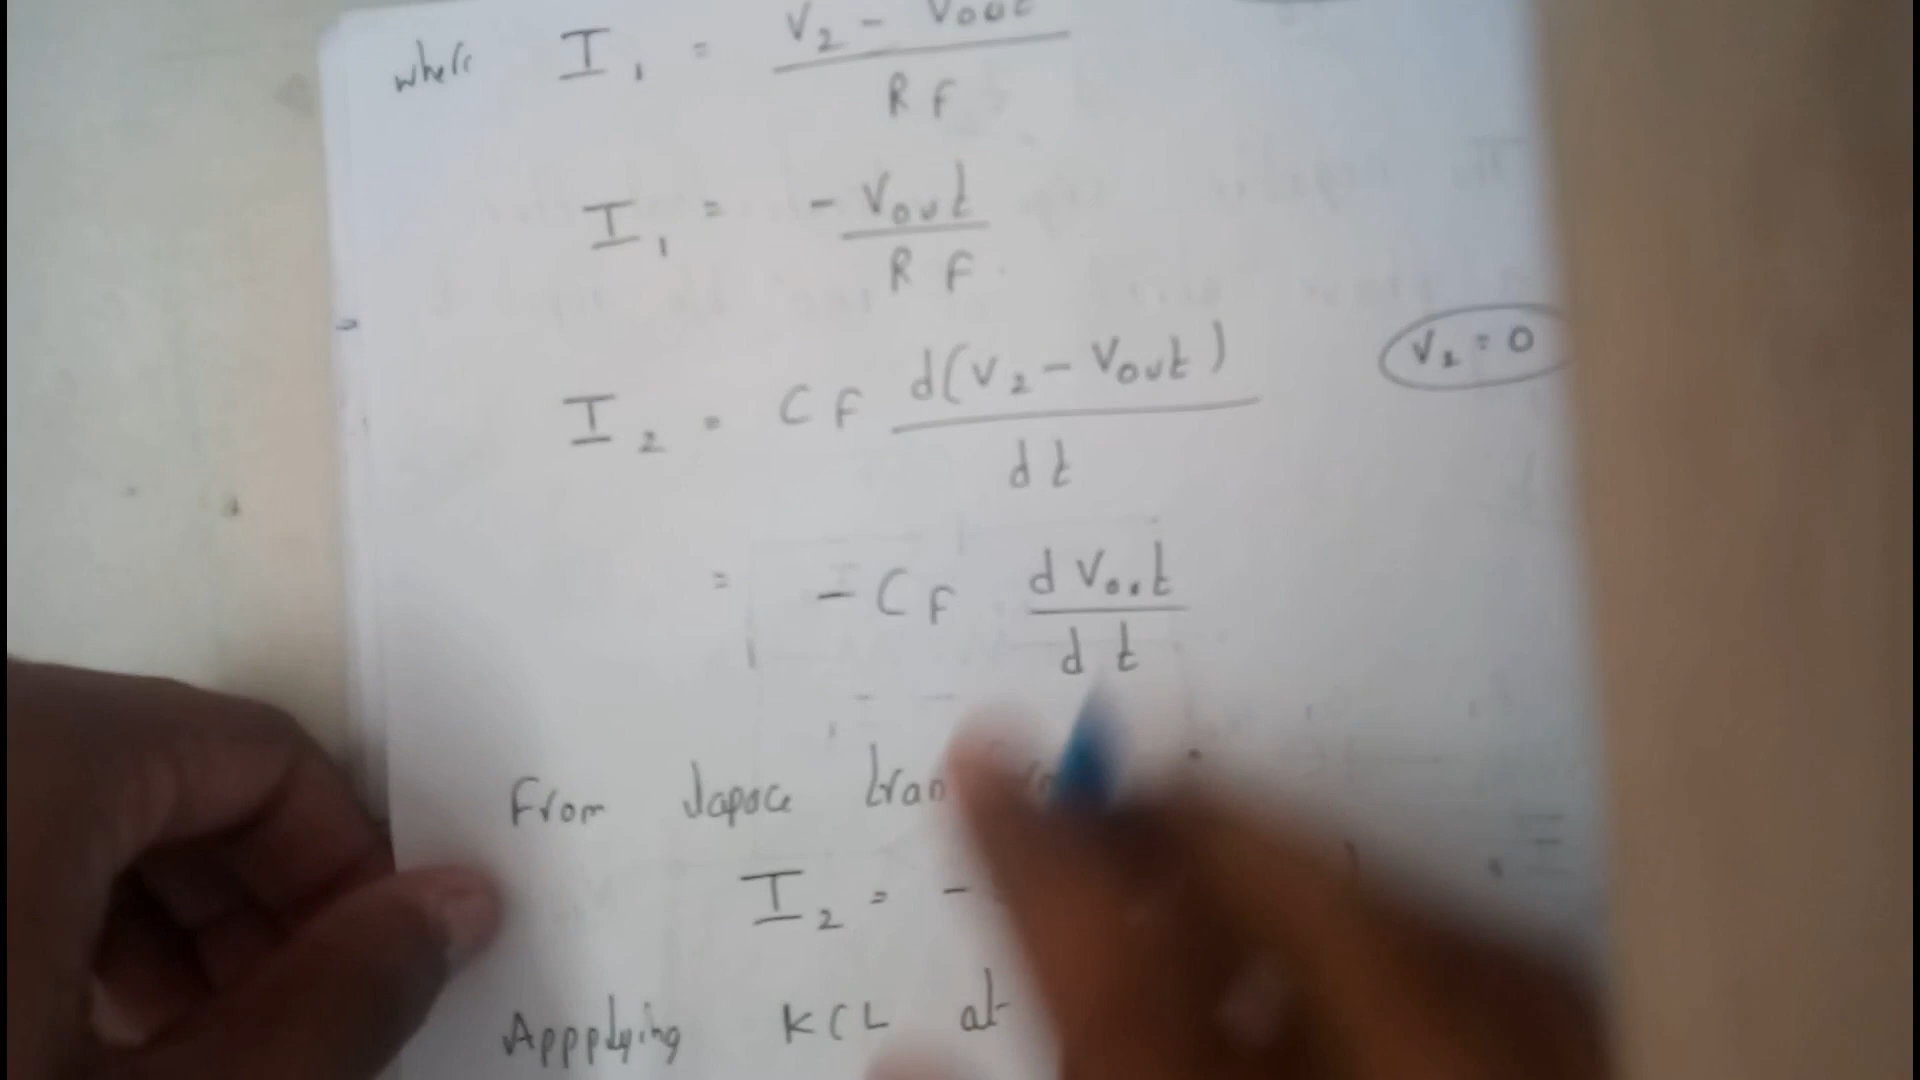 where I1 = V2 - Vout / RF
I1 = - Vout / RF
I2 = CF d(V2 - Vout) / dt
V2 = 0
= - CF dVout / dt
From lapace
I2 = -
Appplying KCL at